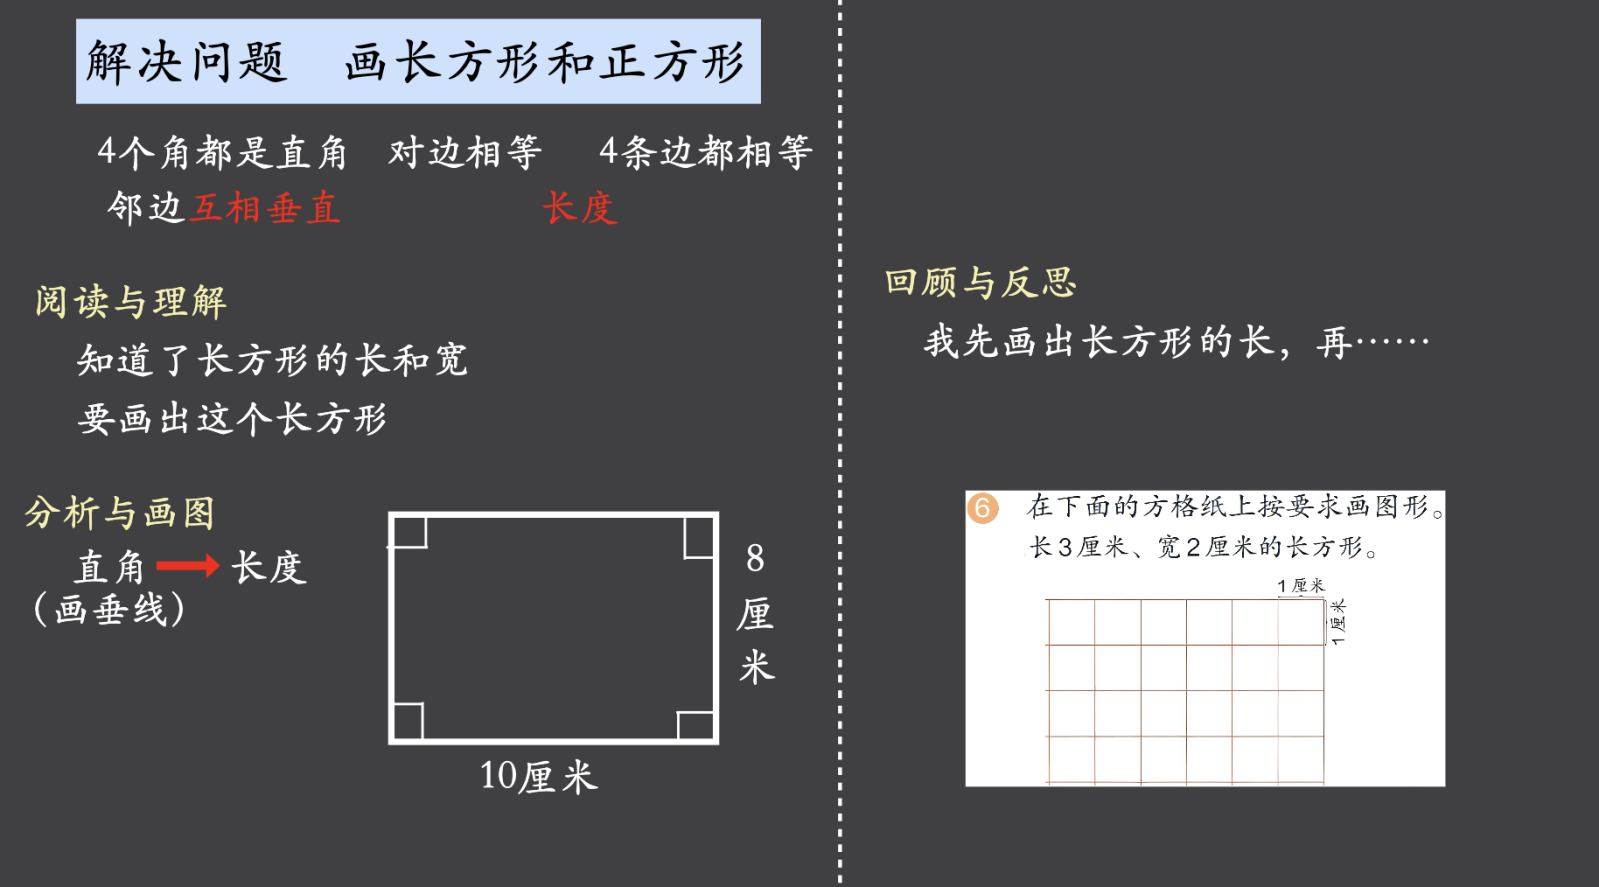 解决问题 画长方形和正方形
4个角都是直角 对边相等 4条边都相等
邻边互相垂直 长度
阅读与理解
知道了长方形的长和宽
要画出这个长方形
分析与画图
直角 长度
（画垂线）
8厘米
10厘米
回顾与反思
我先画出长方形的长，再……
6 在下面的方格纸上按要求画图形。
长3厘米、宽2厘米的长方形。
1厘米
1厘米